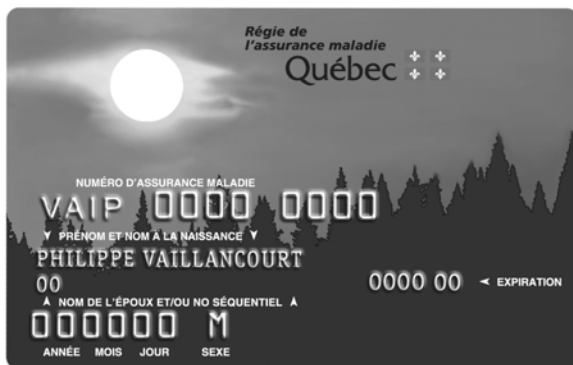 Régie de
l'assurance maladie
Québec
NUMÉRO D'ASSURANCE MALADIE
VAIP 0000 0000
PRÉNOM ET NOM À LA NAISSANCE
PHILIPPE VAILLANCOURT
00
0000 00 EXPIRATION
NOM DE L'ÉPOUX ET/OU NO SÉQUENTIEL
000000 M
ANNÉE MOIS JOUR SEXE